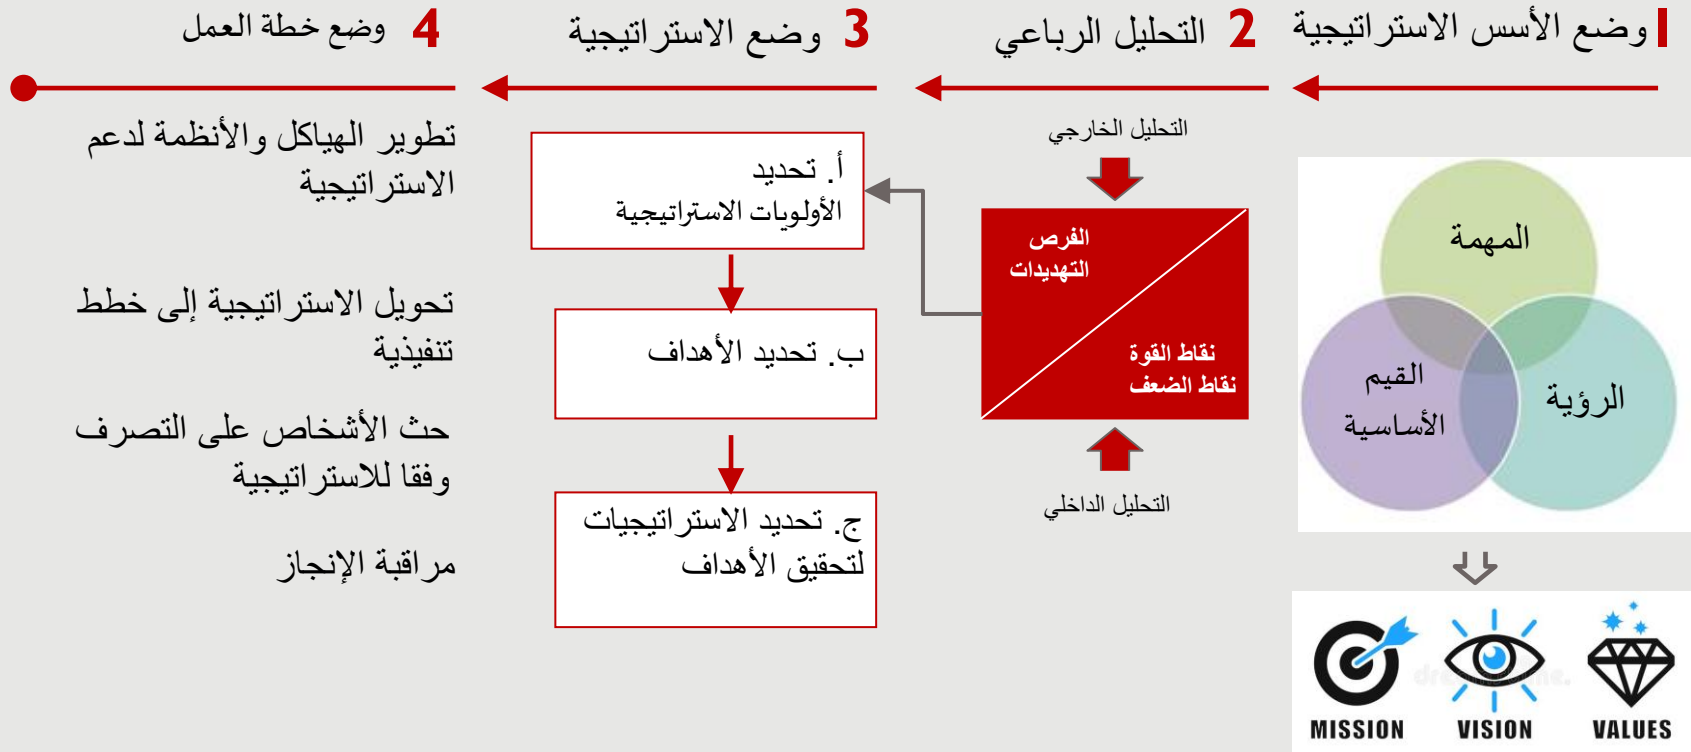 1 وضع الأسس الاستراتيجية
المهمة
الرؤية
القيم
الأساسية
MISSION
VISION
VALUES
2 التحليل الرباعي
التحليل الخارجي
الفرص
التهديدات
نقاط القوة
نقاط الضعف
التحليل الداخلي
3 وضع الاستراتيجية
أ. تحديد
الأولويات الاستراتيجية
ب. تحديد الأهداف
ج. تحديد الاستراتيجيات
لتحقيق الأهداف
4 وضع خطة العمل
تطوير الهياكل والأنظمة لدعم
الاستراتيجية
تحويل الاستراتيجية إلى خطط
تنفيذية
حث الأشخاص على التصرف
وفقا للاستراتيجية
مراقبة الإنجاز